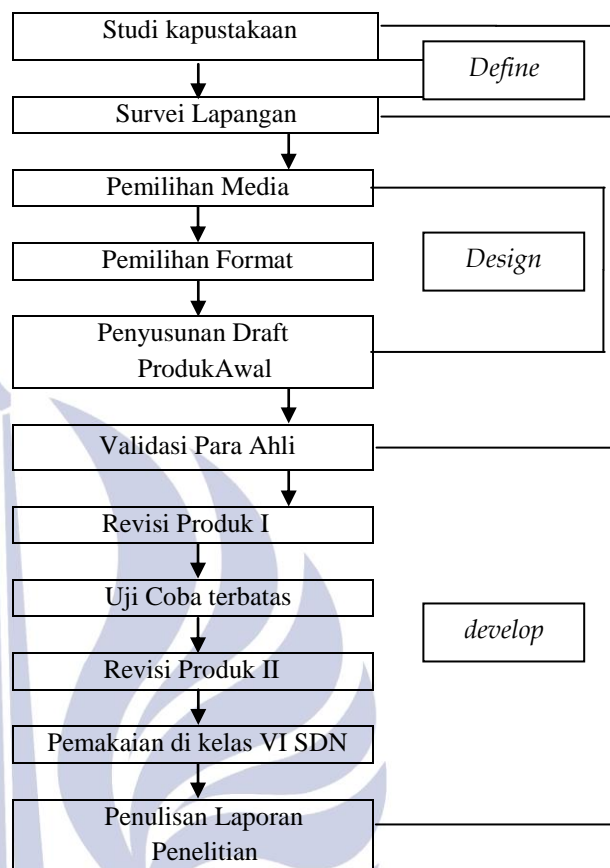 Studi kapustakaan
Define
Survei Lapangan
Pemilihan Media
Pemilihan Format
Design
Penyusunan Draft
ProdukAwal
Validasi Para Ahli
Revisi Produk I
Uji Coba terbatas
develop
Revisi Produk II
Pemakaian di kelas VI SDN
Penulisan Laporan
Penelitian